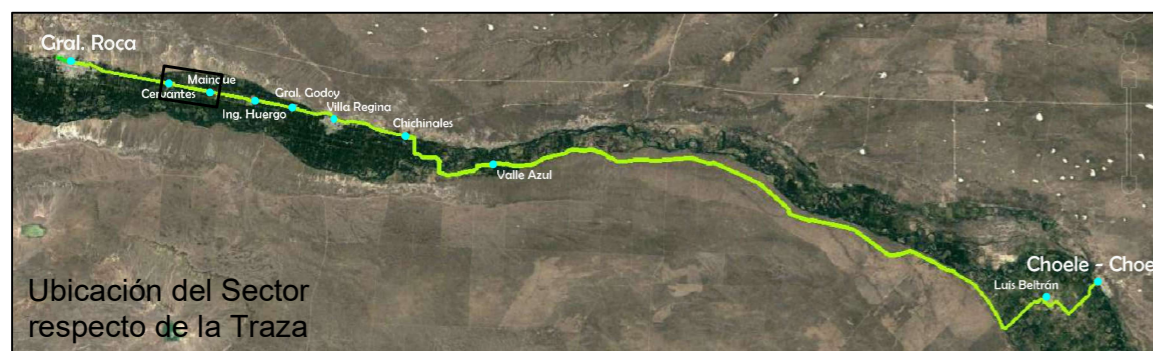 Gral. Roca
Mainque
Cervantes
Gral. Godoy
Ing. Huergo
Villa Regina
Chichinales
Valle Azul
Choele - Choe
Luis Beltrán
Ubicación del Sector
respecto de la Traza